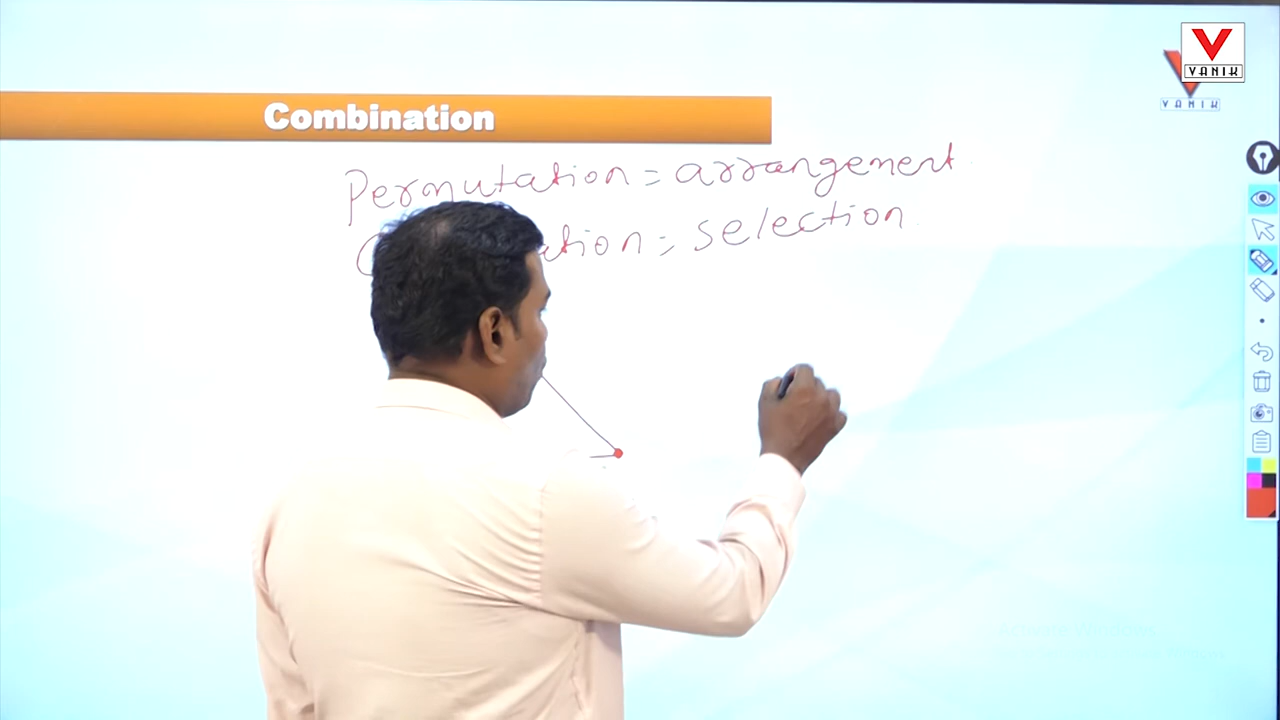 VANIK
VANIK
Combination
Permutation = arrangement
= selection